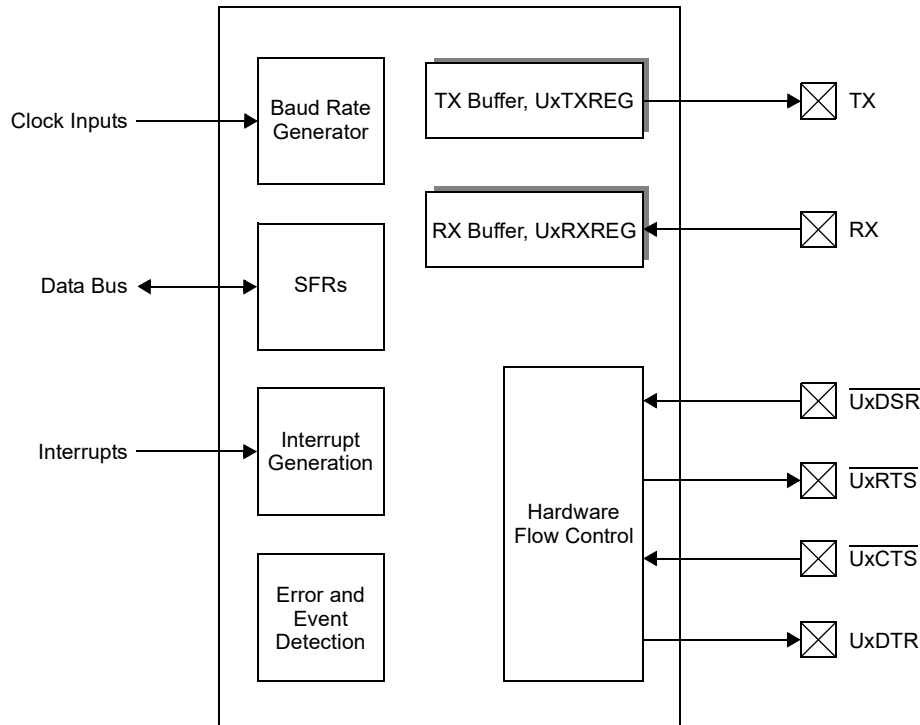 Clock Inputs
Baud Rate
Generator
TX Buffer, UxTXREG
TX
RX Buffer, UxRXREG
RX
Data Bus
SFRs
UxDSR
Interrupts
Interrupt
Generation
UxRTS
Hardware
Flow Control
UxCTS
Error and
Event
Detection
UxDTR